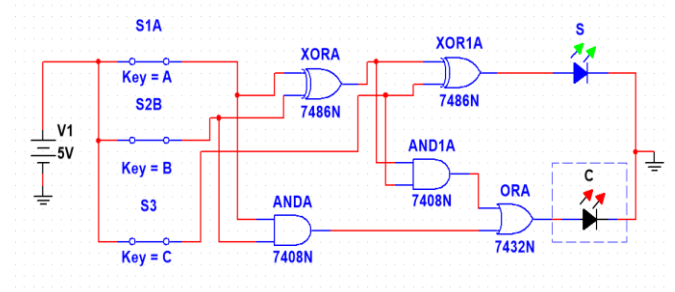 S1A
Key = A
S2B
Key = B
S3
Key = C
V1
5V
XORA
7486N
XOR1A
7486N
S
AND1A
7408N
ANDA
7408N
ORA
7432N
C